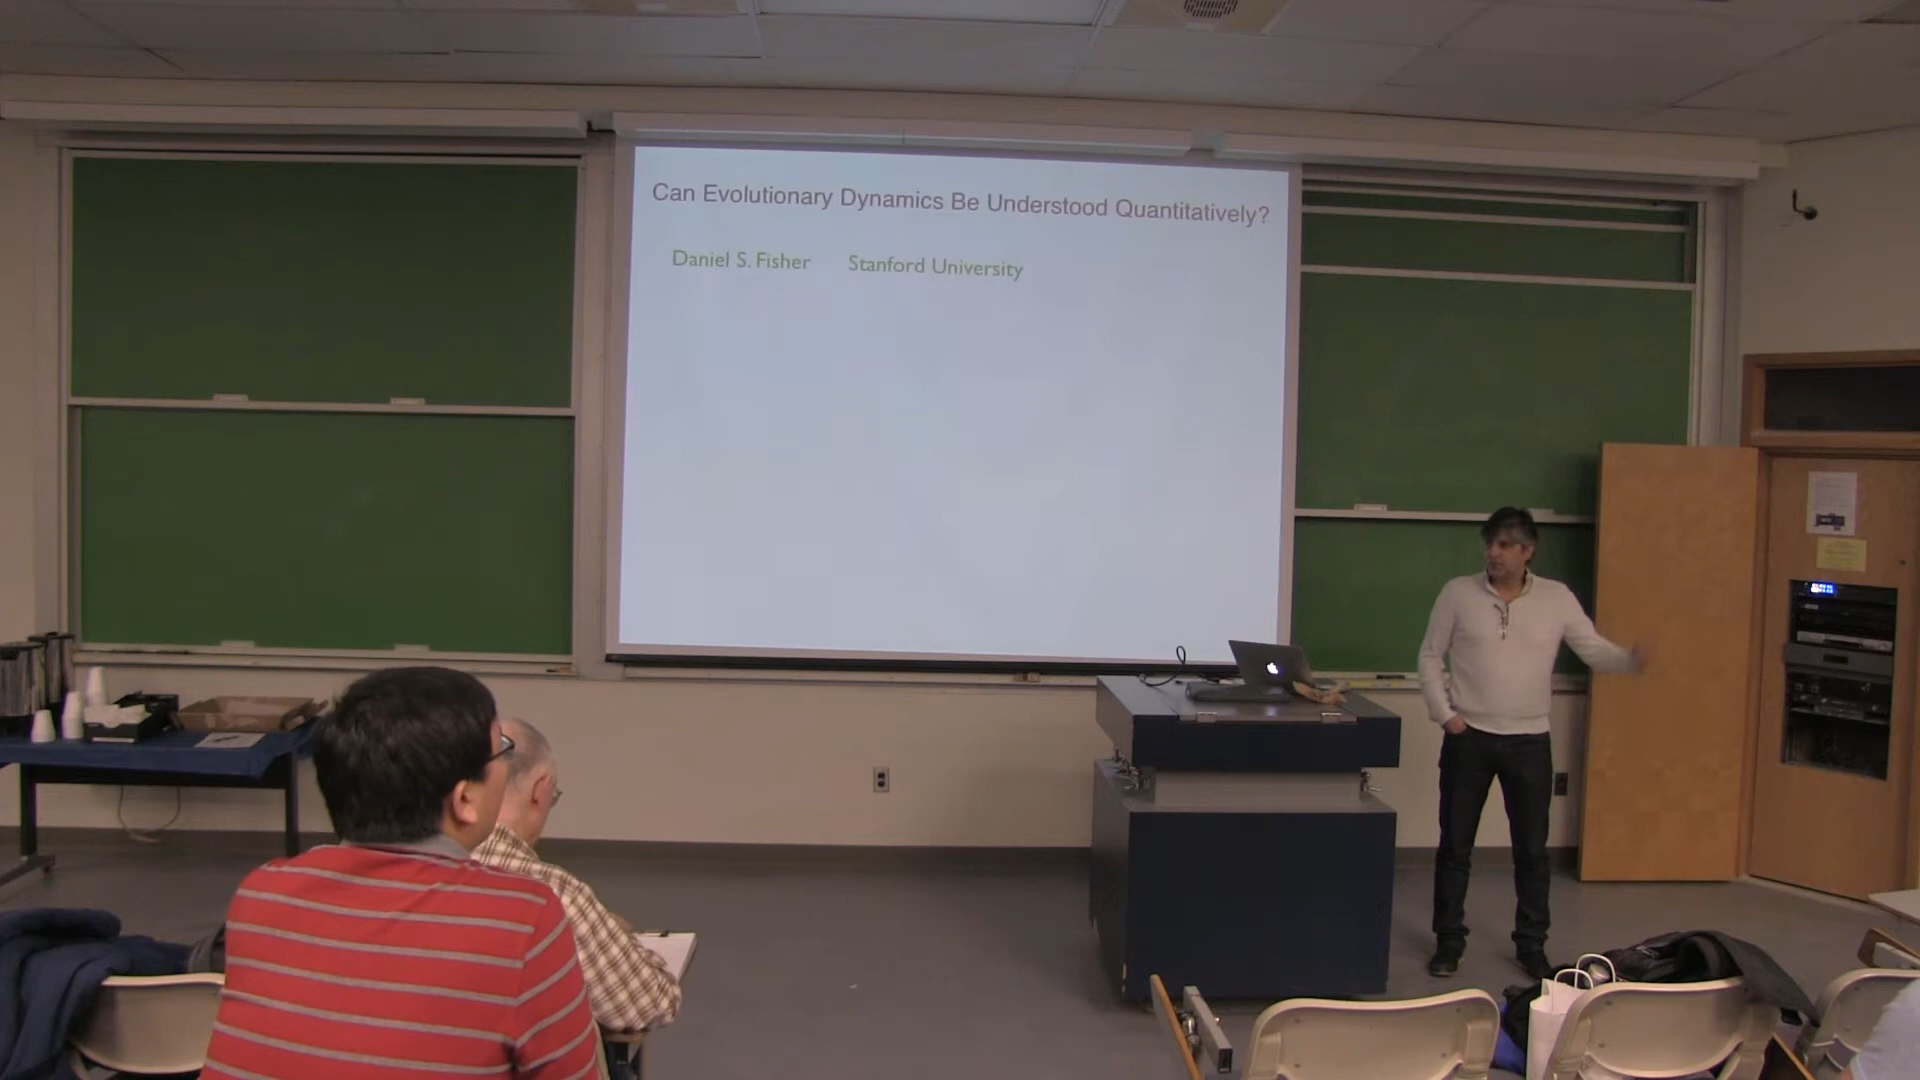 Can Evolutionary Dynamics Be Understood Quantitatively?
Daniel S. Fisher Stanford University